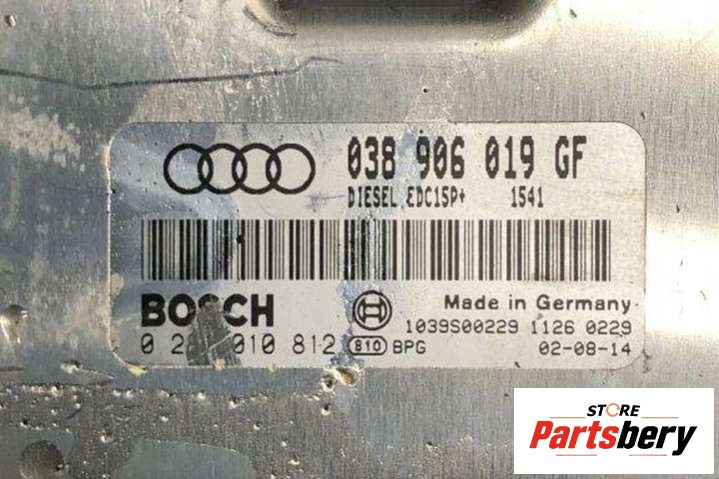 038 906 019 GF
DIESEL EDC15P+ 1541
BOSCH
Made in Germany
1039S00229 1126 0229
0 010 812 810 BPG 02-08-14
STORE
Partsbery